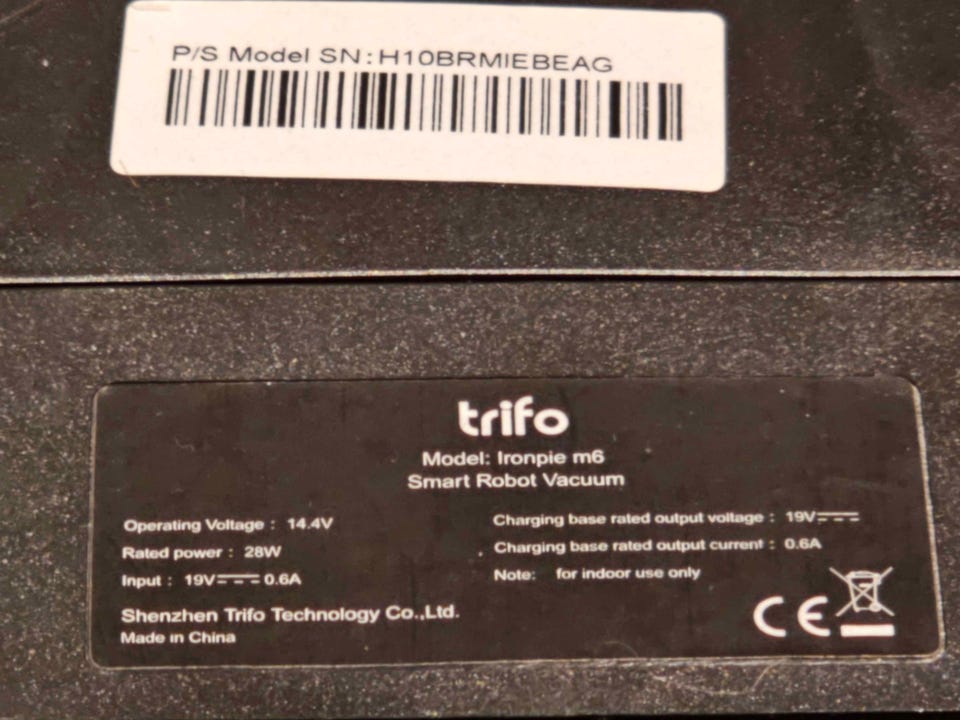 P/S Model SN:H10BRMIEBEAG
trifo
Model: Ironpie m6
Smart Robot Vacuum
Operating Voltage : 14.4V
Rated power : 28W
Input : 19V⎓0.6A
Charging base rated output voltage : 19V⎓
Charging base rated output current : 0.6A
Note: for indoor use only
Shenzhen Trifo Technology Co.,Ltd.
Made in China
CE